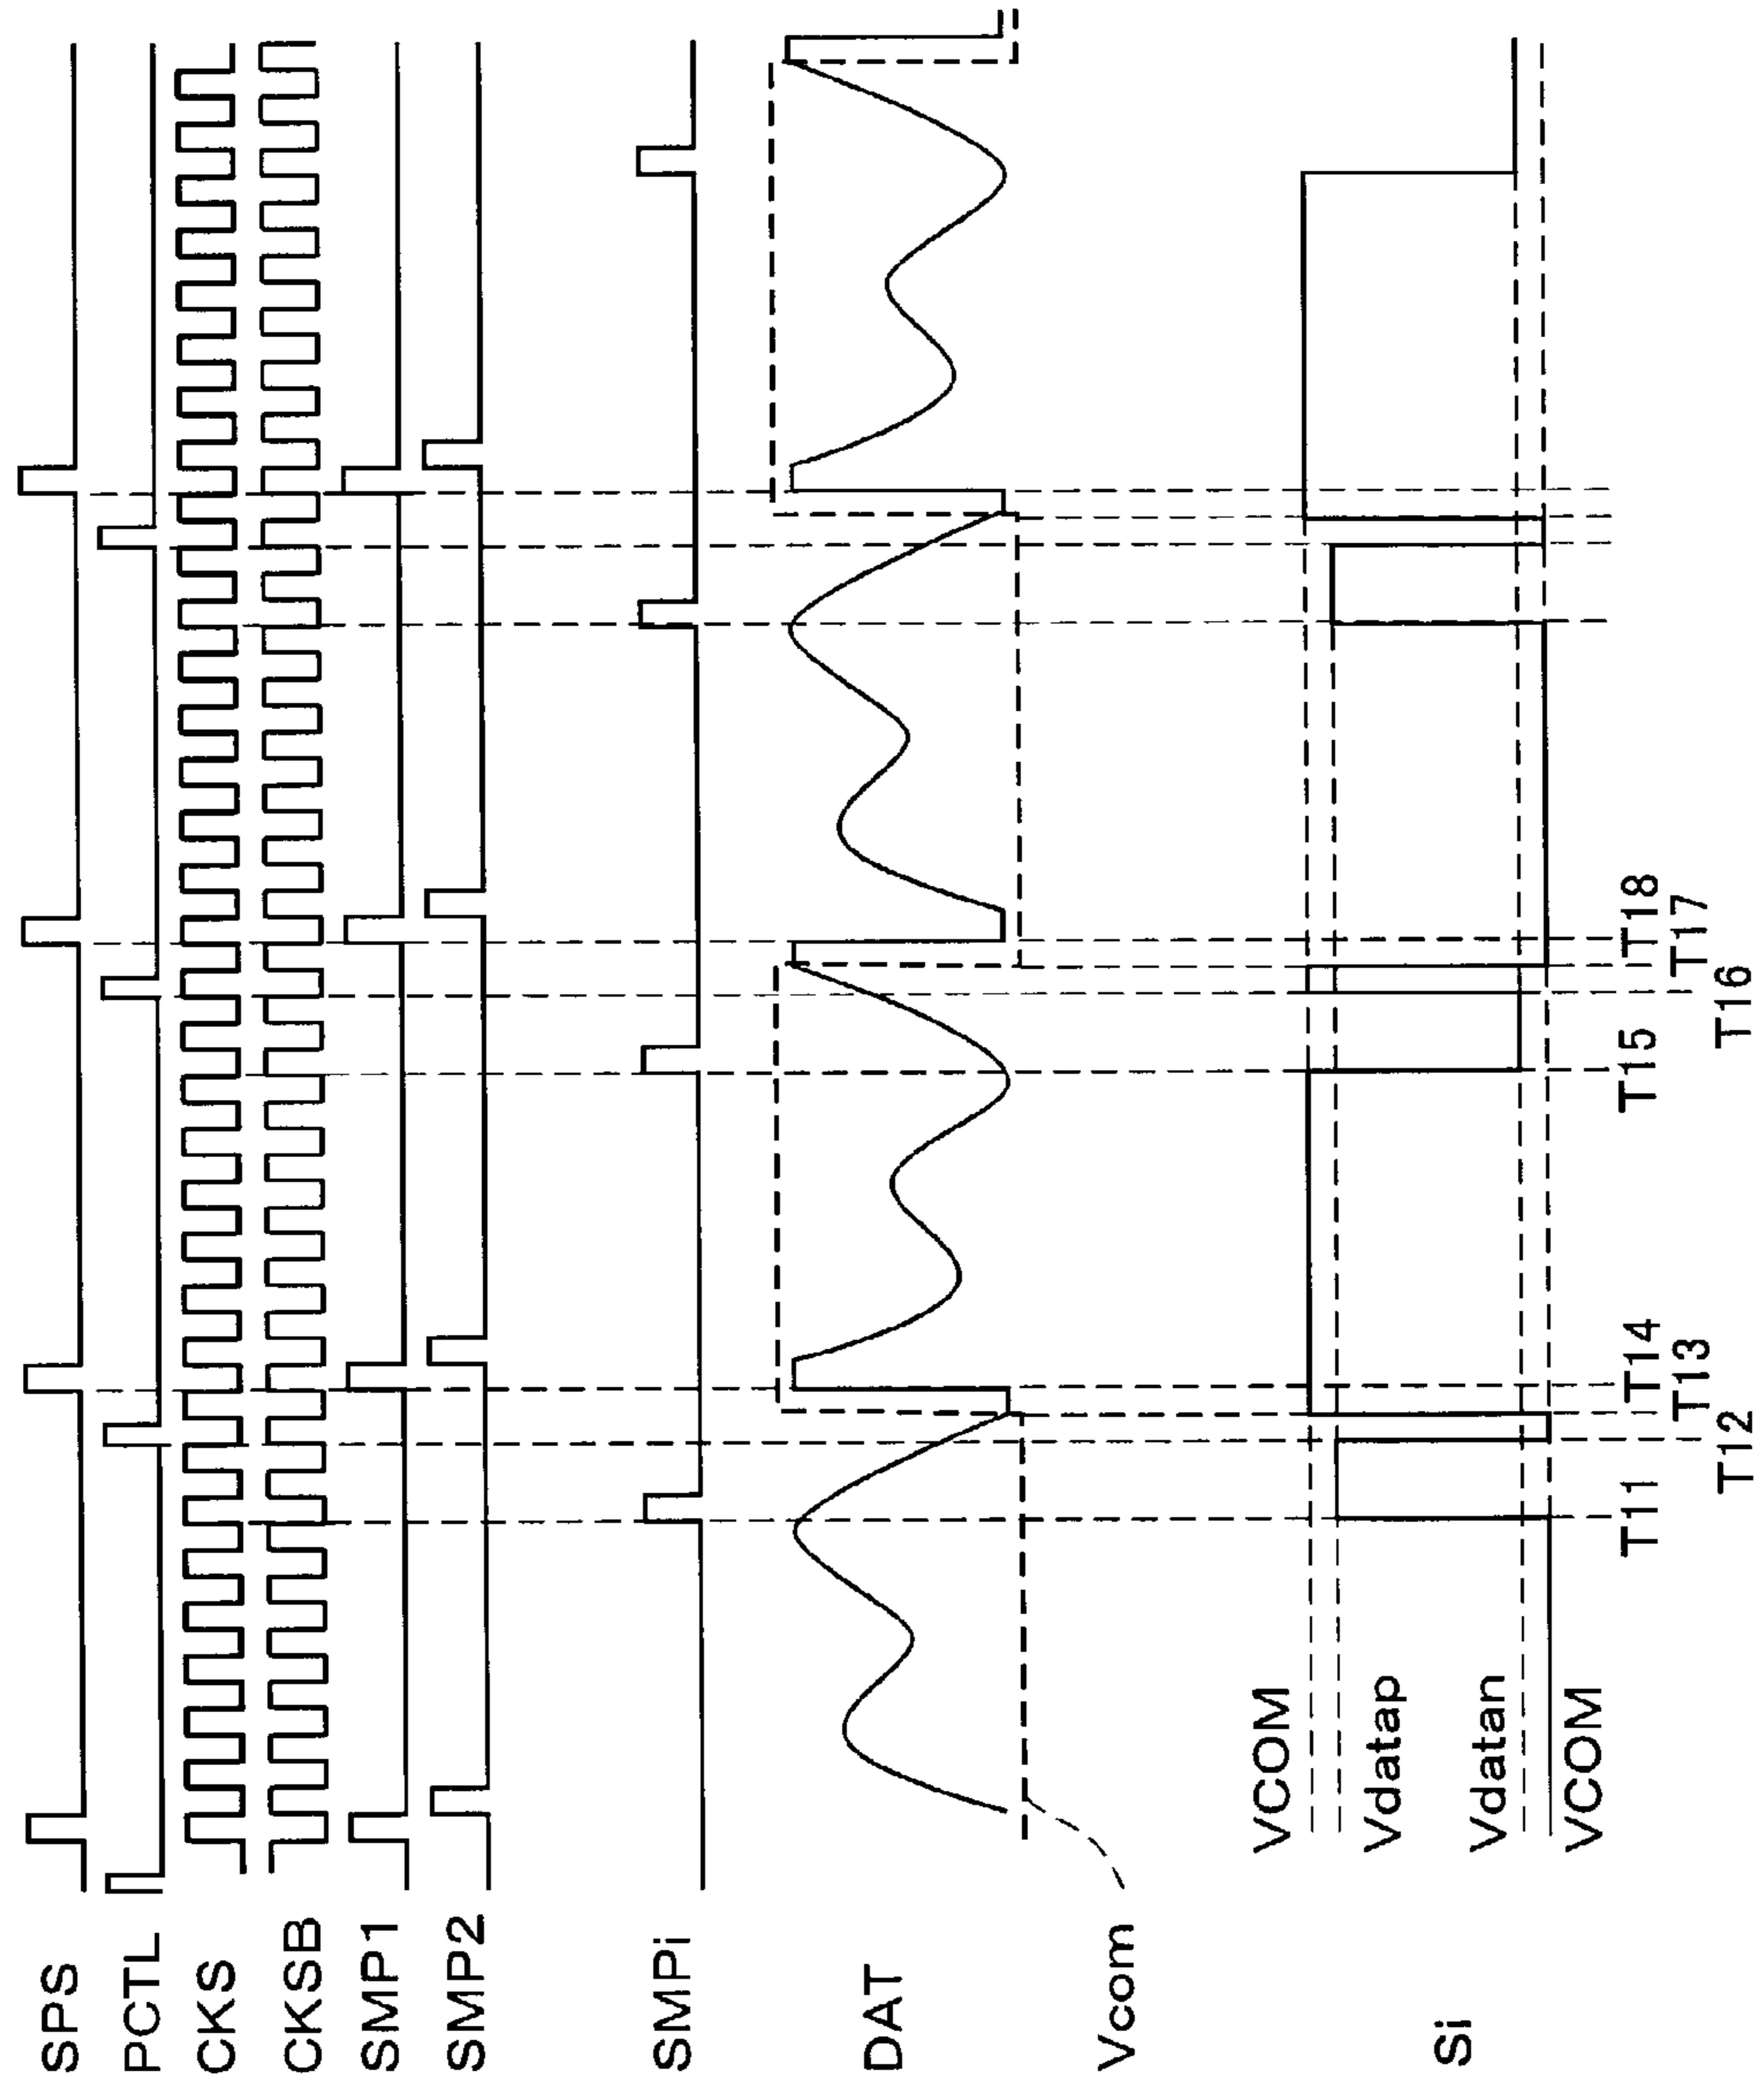 SPS
PCTL
CKS
CKSB
SMP1
SMP2
SMPi
DAT
Vcom
Si
VCOM
Vdatap
Vdatan
VCOM
T11
T12
T13
T14
T15
T16
T17
T18